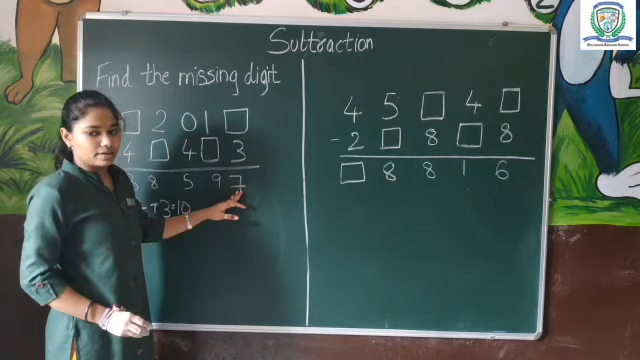 Subtraction
Find the missing digit
□ 2 0 1 □
4 □ 4 □ 3
3 8 5 9 7
7+3=10
4 5 □ 4 □
- 2 □ 8 □ 8
□ 8 8 1 6